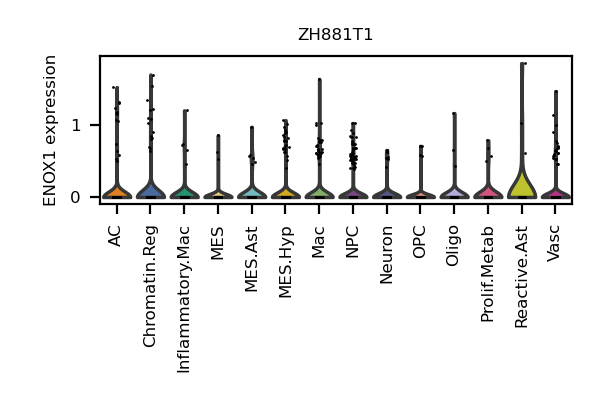 ZH881T1
ENOX1 expression
1
0
AC
Chromatin.Reg
Inflammatory.Mac
MES
MES.Ast
MES.Hyp
Mac
NPC
Neuron
OPC
Oligo
Prolif.Metab
Reactive.Ast
Vasc